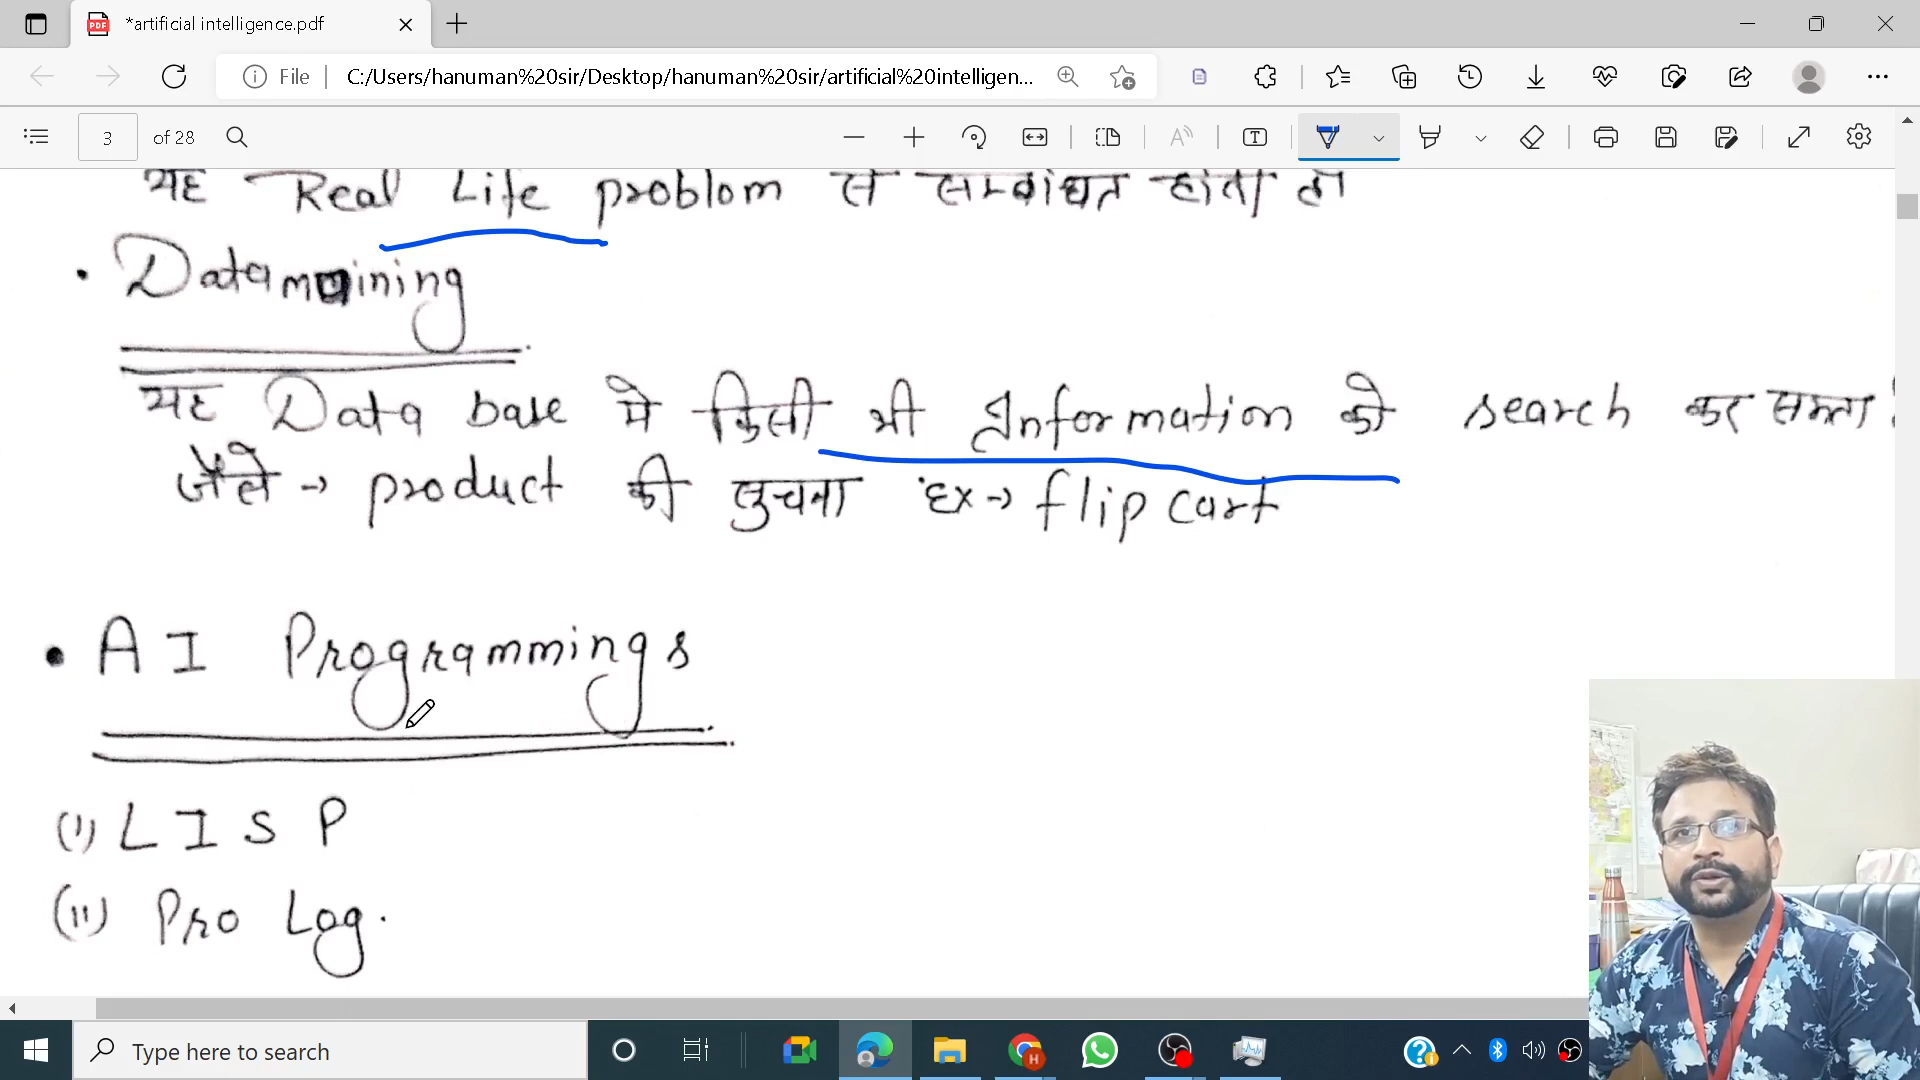 *artificial intelligence.pdf
File
C:/Users/hanuman%20sir/Desktop/hanuman%20sir/artificial%20intelligen...
3 of 28
यह Real Life problom से सम्बंधित होता
• Datamining
यह Data base मे किसी भी Information को search कर सकता
जैसे → product की सुचना Ex → flip cart
• AI Programmings
(i) LISP
(ii) Pro Log.
Type here to search